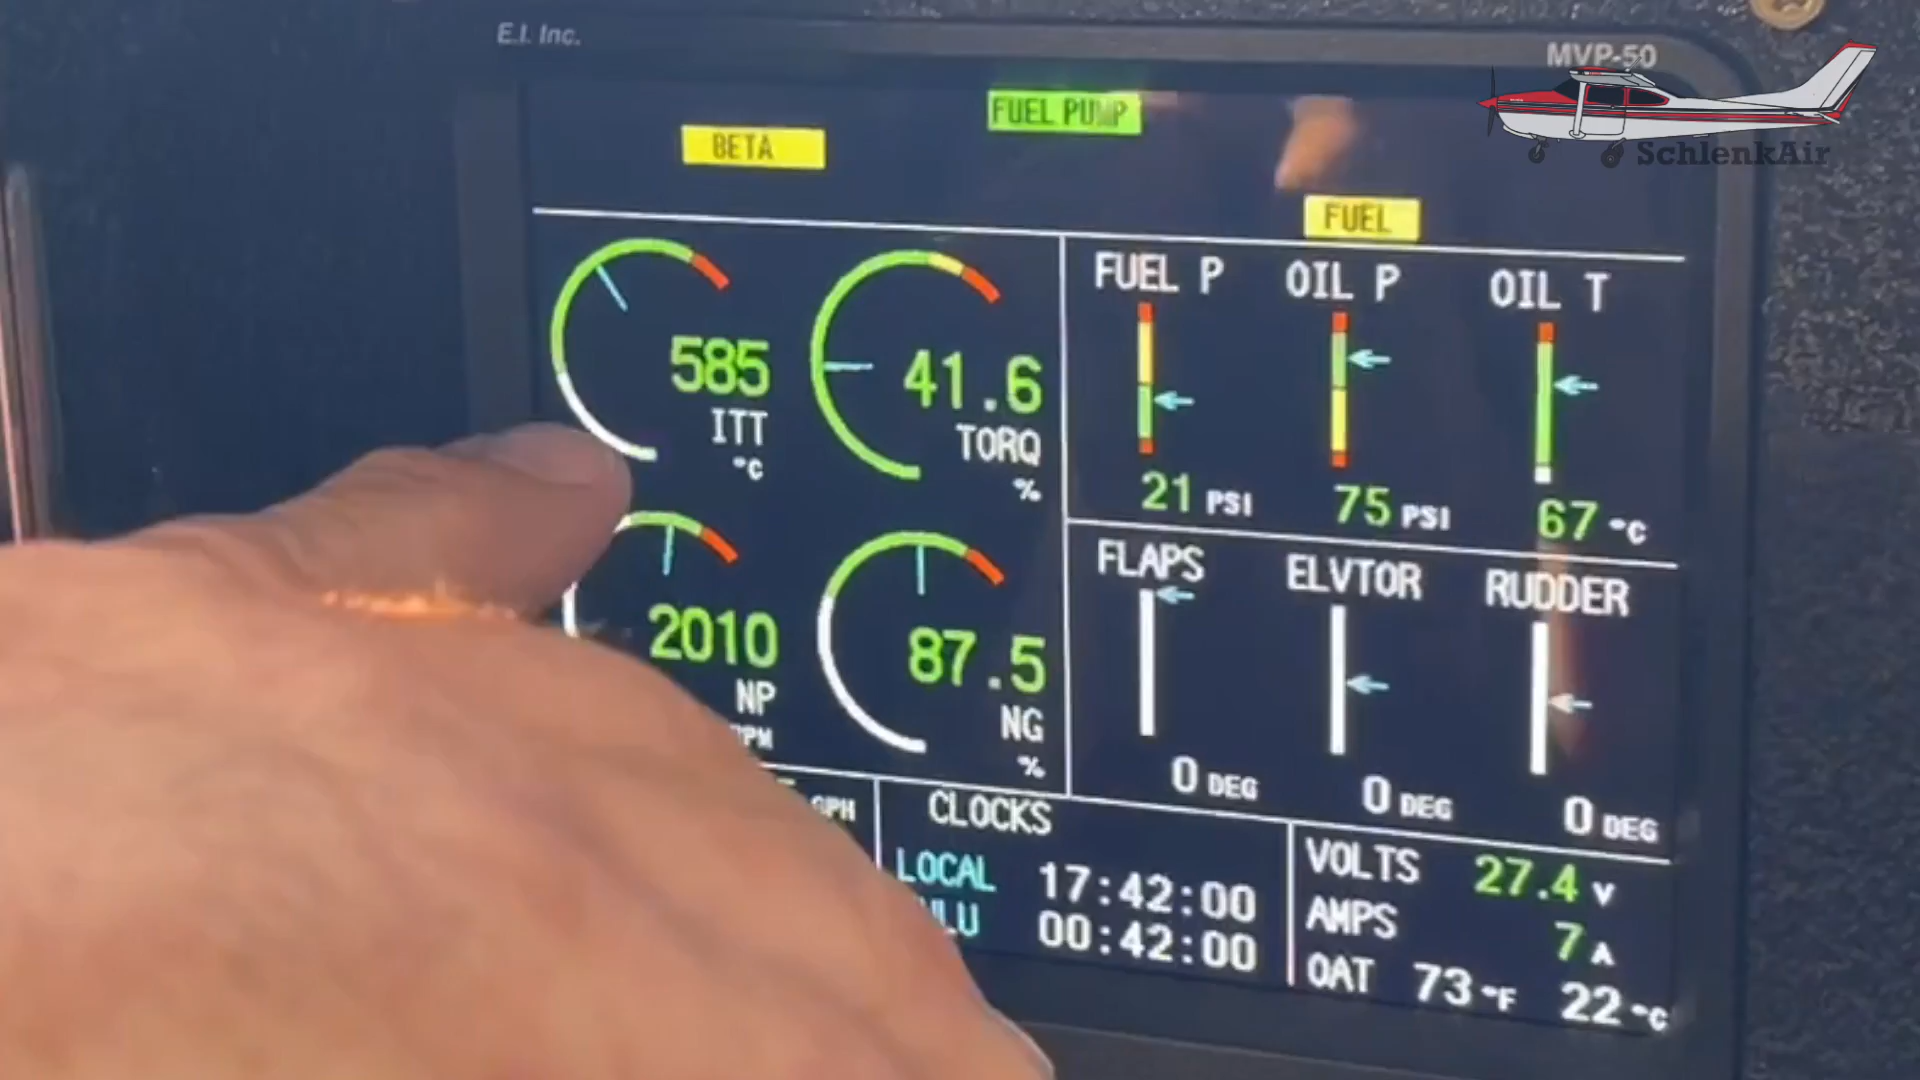 E.I. Inc.
MVP-50
SchlenkAir
FUEL PUMP
BETA
FUEL
585
ITT
°C
41.6
TORQ
%
FUEL P
OIL P
OIL T
21 PSI
75 PSI
67 °C
2010
NP
RPM
87.5
NG
%
FLAPS
ELVTOR
RUDDER
0 DEG
0 DEG
0 DEG
GPH
CLOCKS
LOCAL 17:42:00
00:42:00
VOLTS 27.4 V
AMPS 7 A
OAT 73 °F 22 °C